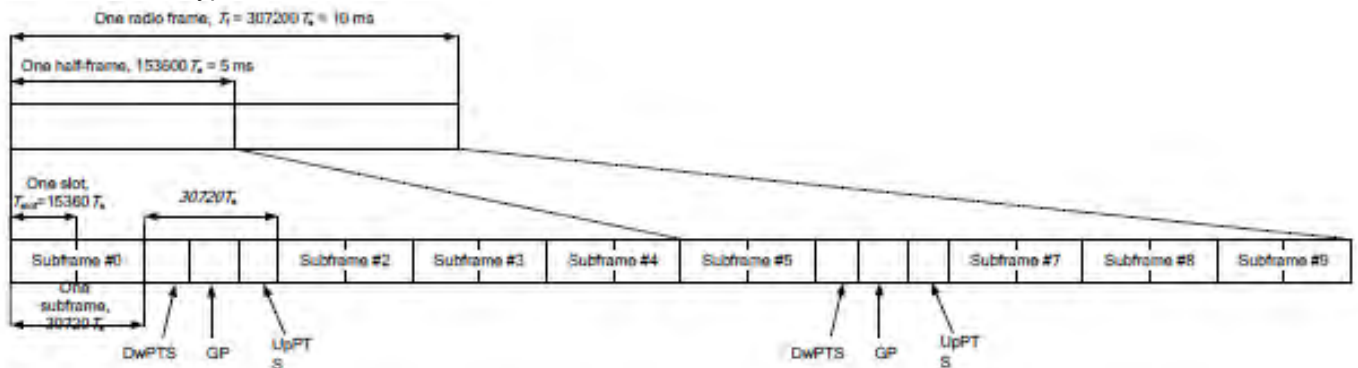 One radio frame, Tf = 307200 Ts = 10 ms
One half-frame, 153600 Ts = 5 ms
One slot,
Tslot=15360 Ts
30720Ts
Subframe #0
Subframe #2
Subframe #3
Subframe #4
Subframe #5
Subframe #7
Subframe #8
Subframe #9
One
subframe,
30720 Ts
DwPTS
GP
UpPT
S
DwPTS
GP
UpPT
S